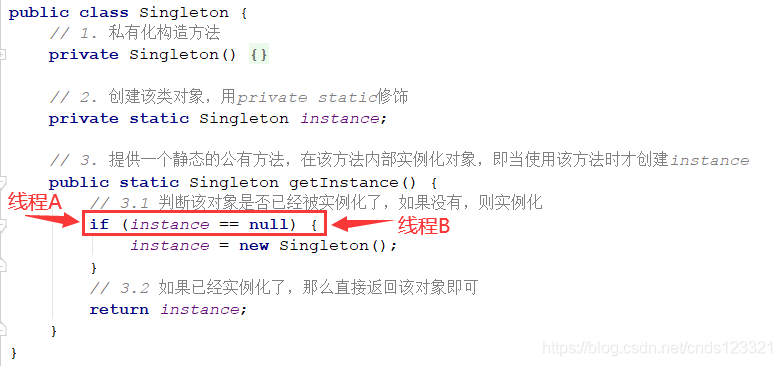 public class Singleton {
// 1. 私有化构造方法
private Singleton() {}
// 2. 创建该类对象，用private static修饰
private static Singleton instance;
// 3. 提供一个静态的公有方法，在该方法内部实例化对象，即当使用该方法时才创建instance
public static Singleton getInstance() {
// 3.1 判断该对象是否已经被实例化了，如果没有，则实例化
线程A if (instance == null) { 线程B
instance = new Singleton();
}
// 3.2 如果已经实例化了，那么直接返回该对象即可
return instance;
}
}
https://blog.csdn.net/cnds123321